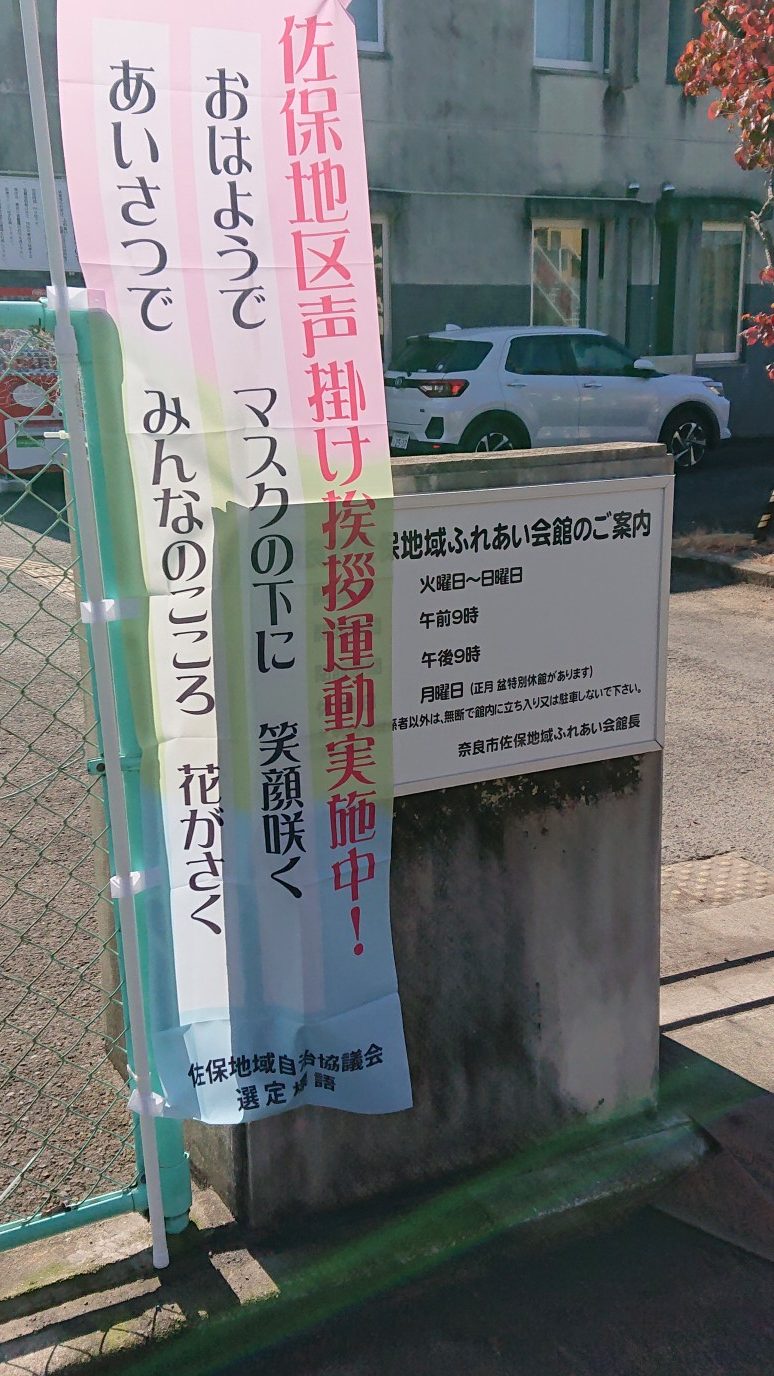 佐保地区声掛け挨拶運動実施中！
おはようで マスクの下に 笑顔咲く
あいさつで みんなのこころ 花がさく
佐保地域自治協議会
選定標語
保地域ふれあい会館のご案内
火曜日～日曜日
午前9時
午後9時
月曜日（正月 盆特別休館があります）
係者以外は、無断で館内に立ち入り又は駐車しないで下さい。
奈良市佐保地域ふれあい会館長